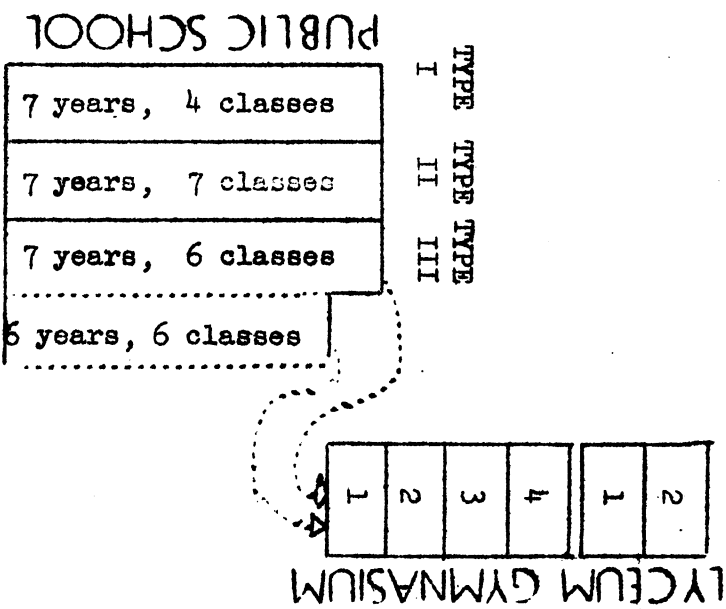 PUBLIC SCHOOL
7 years, 4 classes
7 years, 7 classes
7 years, 6 classes
6 years, 6 classes
TYPE I
TYPE II
TYPE III
1 2 3 4
1 2
GYMNASIUM
LYCEUM